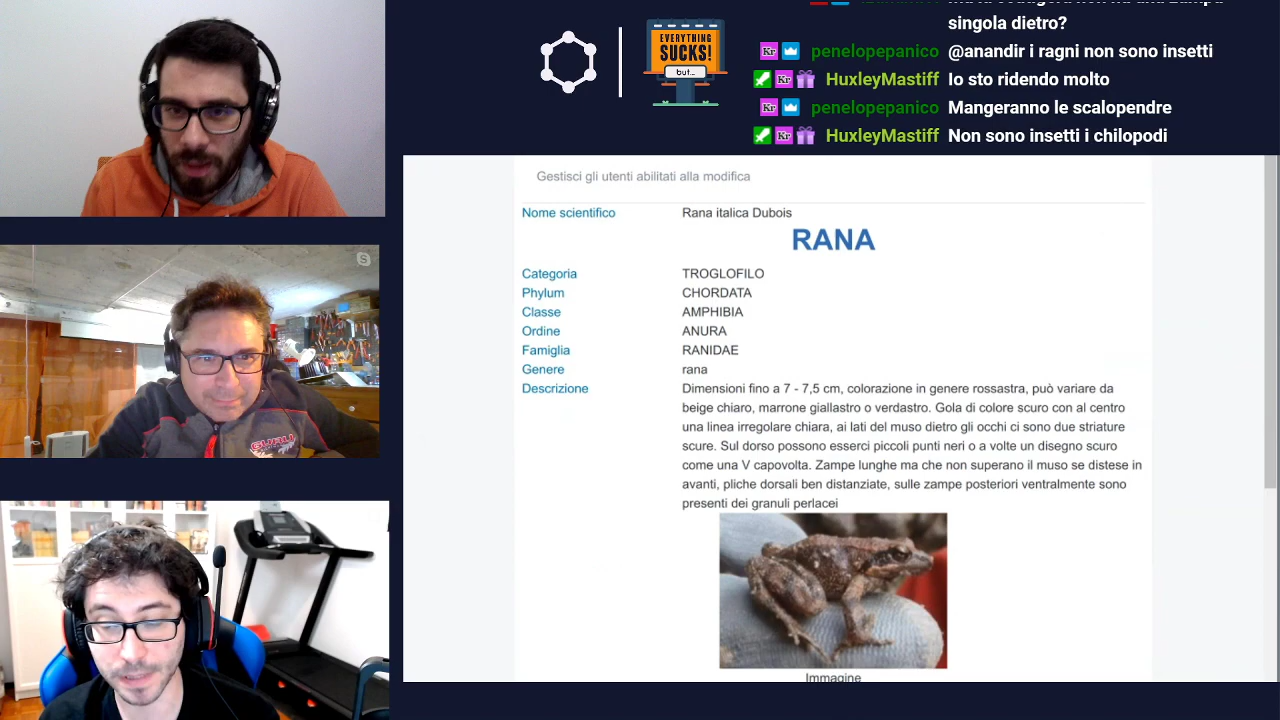 EVERYTHING
SUCKS!
but...
singola dietro?
Kr penelopepanico @anandir i ragni non sono insetti
Kr HuxleyMastiff Io sto ridendo molto
Kr penelopepanico Mangeranno le scalopendre
Kr HuxleyMastiff Non sono insetti i chilopodi
Gestisci gli utenti abilitati alla modifica
Nome scientifico Rana italica Dubois
RANA
Categoria TROGLOFILO
Phylum CHORDATA
Classe AMPHIBIA
Ordine ANURA
Famiglia RANIDAE
Genere rana
Descrizione Dimensioni fino a 7 - 7,5 cm, colorazione in genere rossastra, può variare da
beige chiaro, marrone giallastro o verdastro. Gola di colore scuro con al centro
una linea irregolare chiara, ai lati del muso dietro gli occhi ci sono due striature
scure. Sul dorso possono esserci piccoli punti neri o a volte un disegno scuro
come una V capovolta. Zampe lunghe ma che non superano il muso se distese in
avanti, pliche dorsali ben distanziate, sulle zampe posteriori ventralmente sono
presenti dei granuli perlacei
Immagine